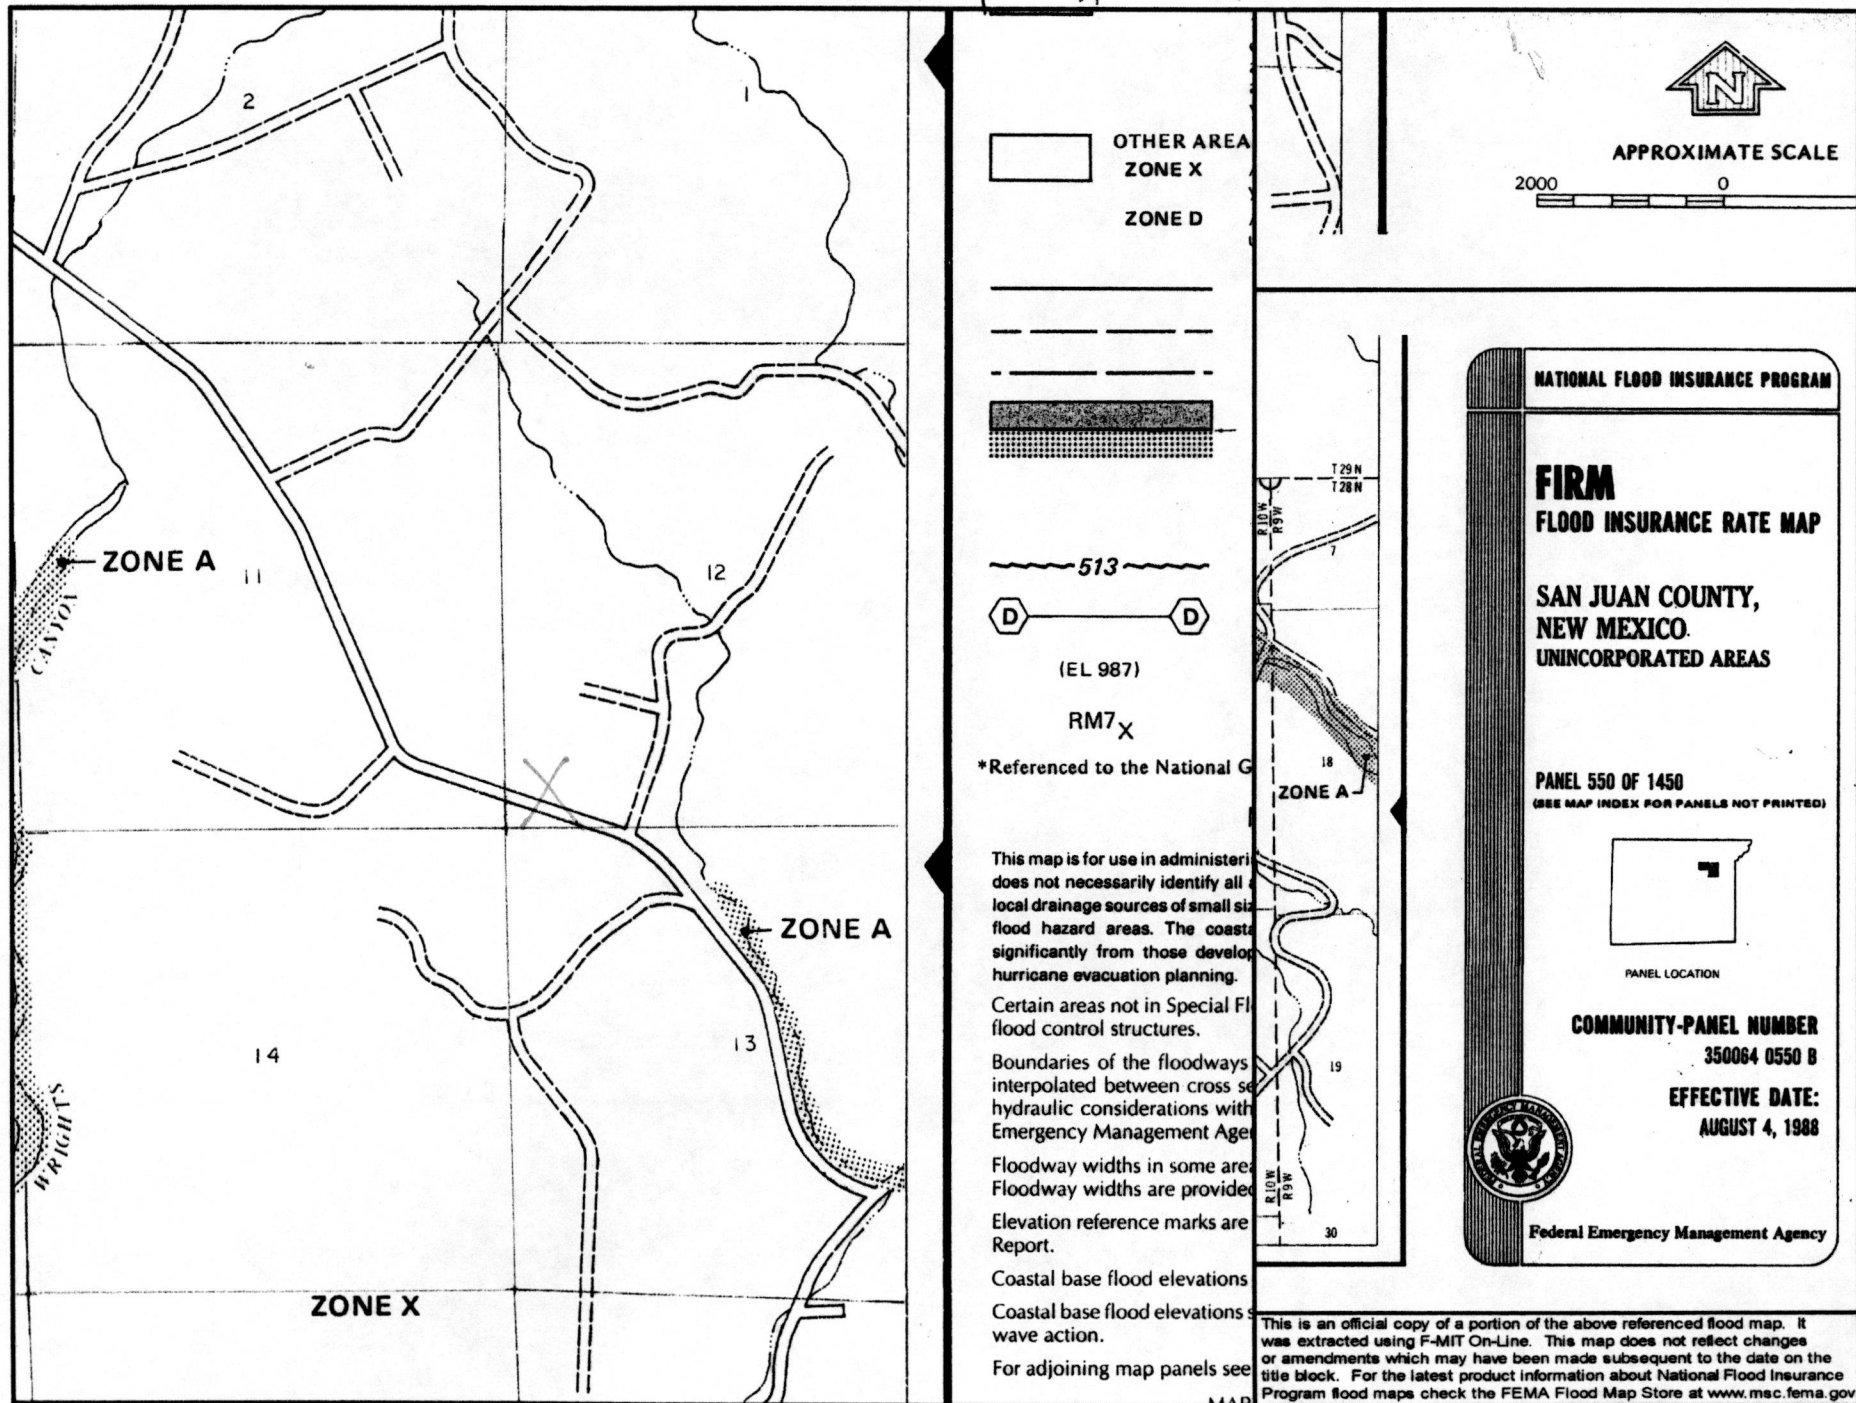 2
1
ZONE A
11
CANYON
12
ZONE A
14
13
WRIGHTS
ZONE X
OTHER AREA
ZONE X
ZONE D
513
D
D
(EL 987)
RM7
X
*Referenced to the National G
This map is for use in administeri
does not necessarily identify all
local drainage sources of small siz
flood hazard areas. The coasta
significantly from those develop
hurricane evacuation planning.
Certain areas not in Special Fl
flood control structures.
Boundaries of the floodways
interpolated between cross se
hydraulic considerations with
Emergency Management Agen
Floodway widths in some area
Floodway widths are provided
Elevation reference marks are
Report.
Coastal base flood elevations
Coastal base flood elevations s
wave action.
For adjoining map panels see
MAP
T29N
T28N
R10W
R9W
7
18
ZONE A
19
R10W
R9W
30
N
APPROXIMATE SCALE
2000 0
NATIONAL FLOOD INSURANCE PROGRAM
FIRM
FLOOD INSURANCE RATE MAP
SAN JUAN COUNTY,
NEW MEXICO
UNINCORPORATED AREAS
PANEL 550 OF 1450
(SEE MAP INDEX FOR PANELS NOT PRINTED)
PANEL LOCATION
COMMUNITY-PANEL NUMBER
350064 0550 B
EFFECTIVE DATE:
AUGUST 4, 1988
FEDERAL EMERGENCY MANAGEMENT AGENCY
Federal Emergency Management Agency
This is an official copy of a portion of the above referenced flood map. It
was extracted using F-MIT On-Line. This map does not reflect changes
or amendments which may have been made subsequent to the date on the
title block. For the latest product information about National Flood Insurance
Program flood maps check the FEMA Flood Map Store at www.msc.fema.gov